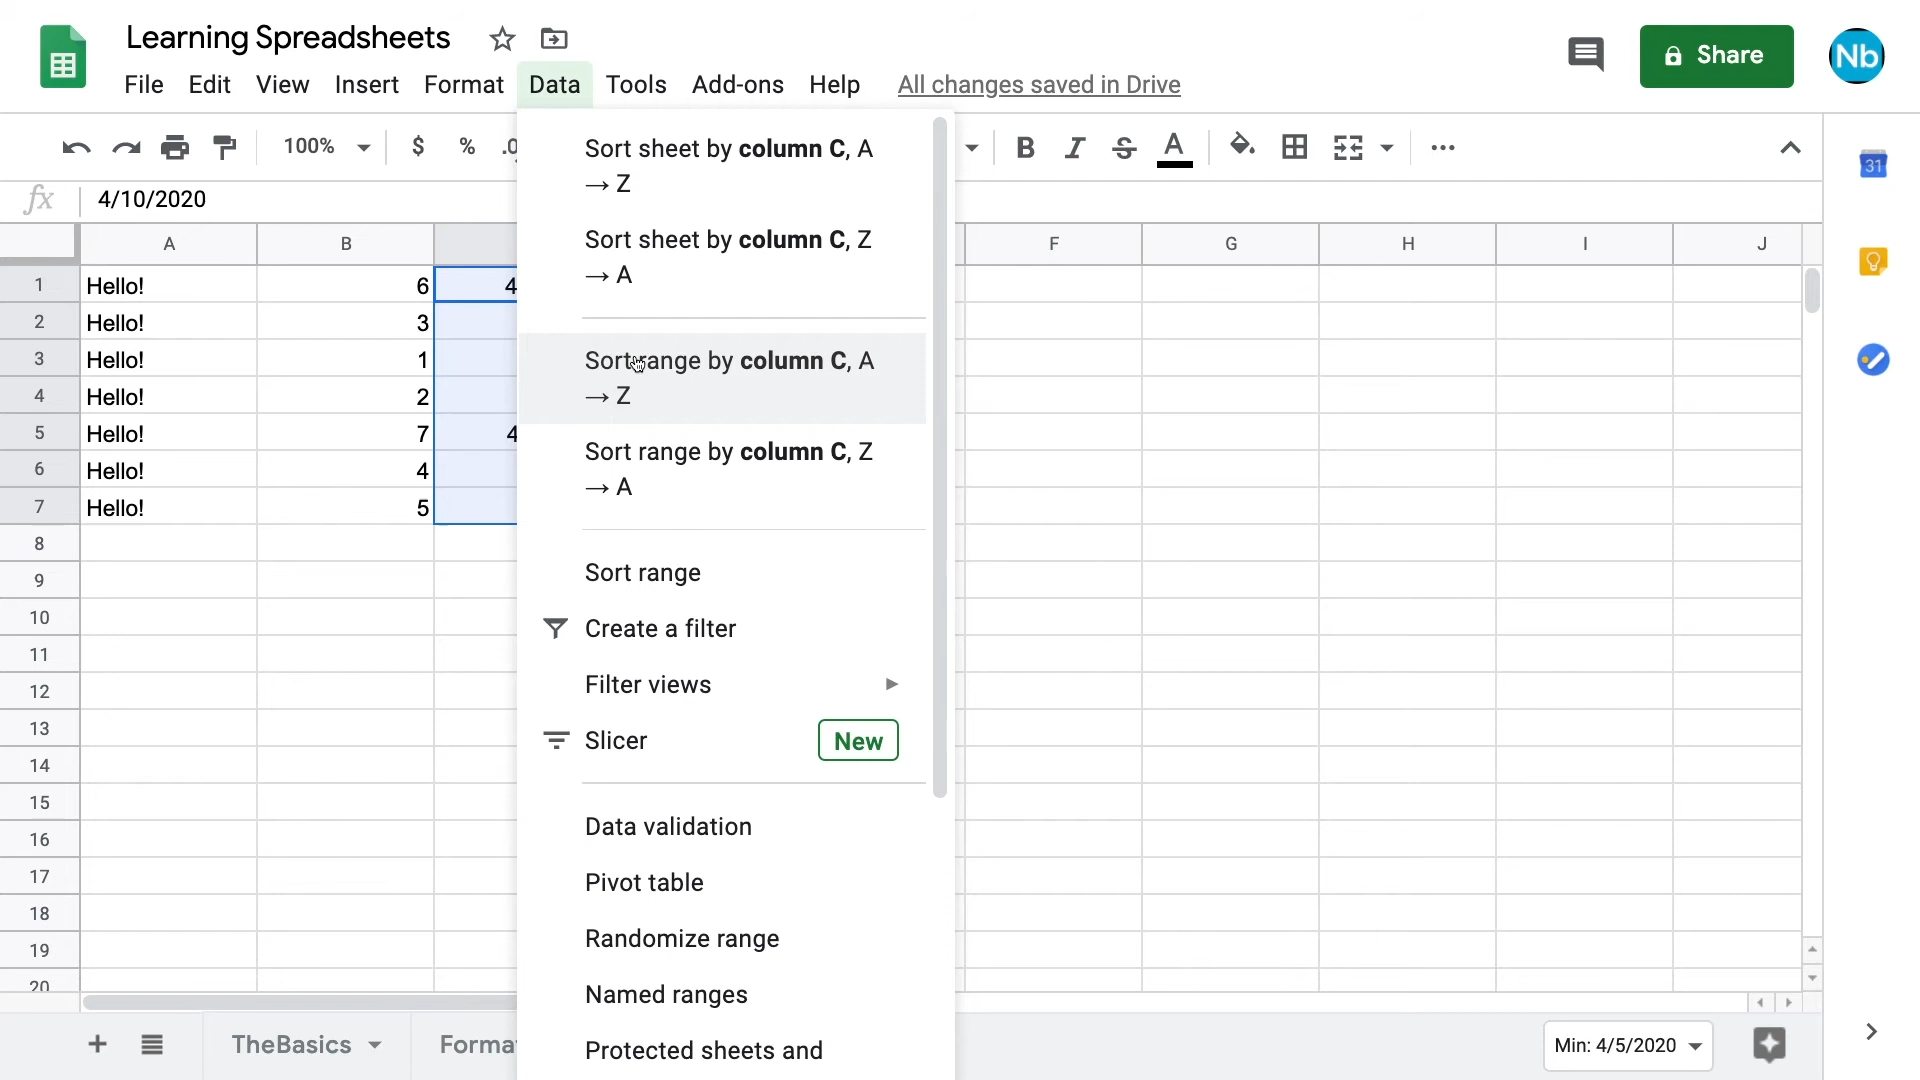 Learning Spreadsheets
File Edit View Insert Format Data Tools Add-ons Help All changes saved in Drive
Share
Nb
100% $ % .0 B I S A
31
fx 4/10/2020
A B F G H I J
1 Hello! 6 4
2 Hello! 3
3 Hello! 1
4 Hello! 2
5 Hello! 7 4
6 Hello! 4
7 Hello! 5
8
9
10
11
12
13
14
15
16
17
18
19
20
Sort sheet by column C, A
→ Z
Sort sheet by column C, Z
→ A
Sort range by column C, A
→ Z
Sort range by column C, Z
→ A
Sort range
Create a filter
Filter views
Slicer New
Data validation
Pivot table
Randomize range
Named ranges
Protected sheets and
TheBasics Forma
Min: 4/5/2020